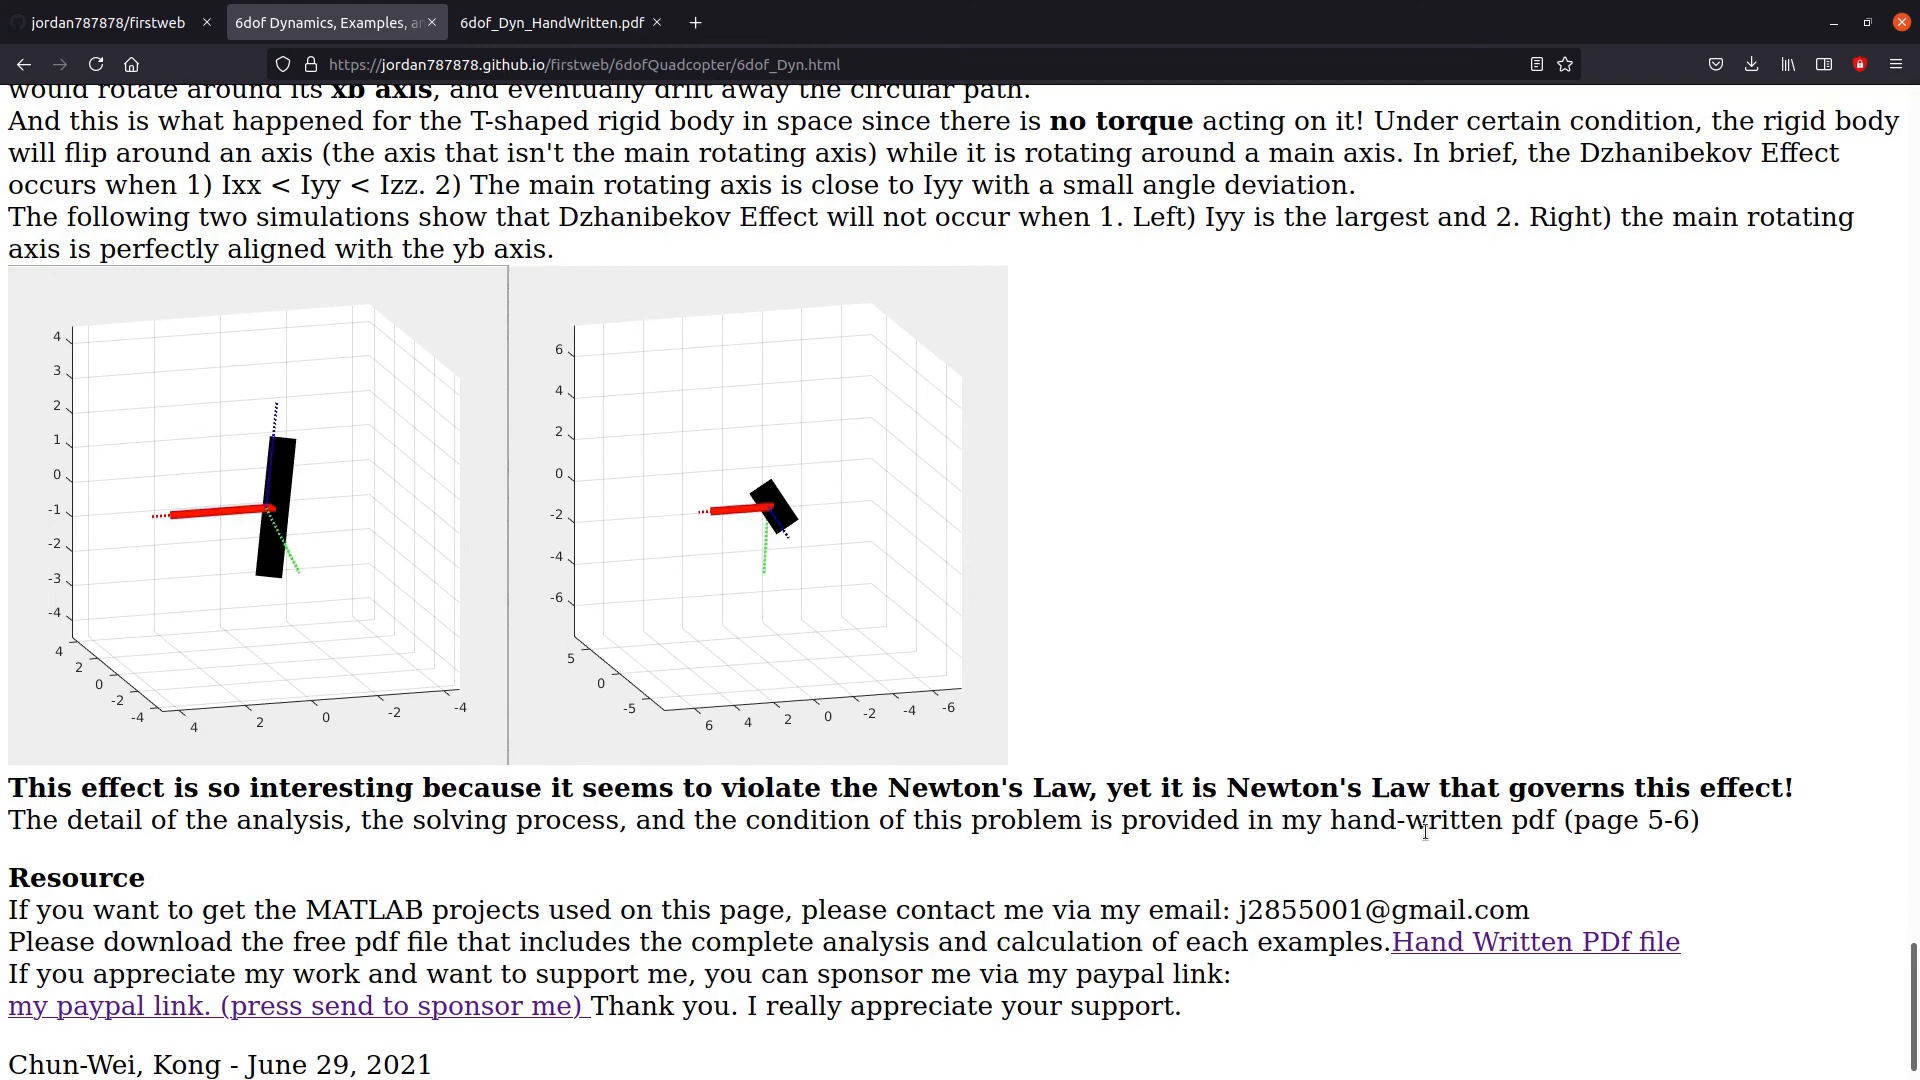 jordan787878/firstweb
6dof Dynamics, Examples, a
6dof_Dyn_HandWritten.pdf
https://jordan787878.github.io/firstweb/6dofQuadcopter/6dof_Dyn.html
would rotate around its xb axis, and eventually drift away the circular path.
And this is what happened for the T-shaped rigid body in space since there is no torque acting on it! Under certain condition, the rigid body
will flip around an axis (the axis that isn't the main rotating axis) while it is rotating around a main axis. In brief, the Dzhanibekov Effect
occurs when 1) Ixx < Iyy < Izz. 2) The main rotating axis is close to Iyy with a small angle deviation.
The following two simulations show that Dzhanibekov Effect will not occur when 1. Left) Iyy is the largest and 2. Right) the main rotating
axis is perfectly aligned with the yb axis.
4
3
2
1
0
-1
-2
-3
-4
4
2
0
-2
-4
4
2
0
-2
-4
6
4
2
0
-2
-4
-6
5
0
-5
6
4
2
0
-2
-4
-6
This effect is so interesting because it seems to violate the Newton's Law, yet it is Newton's Law that governs this effect!
The detail of the analysis, the solving process, and the condition of this problem is provided in my hand-written pdf (page 5-6)
Resource
If you want to get the MATLAB projects used on this page, please contact me via my email: j2855001@gmail.com
Please download the free pdf file that includes the complete analysis and calculation of each examples.Hand Written PDf file
If you appreciate my work and want to support me, you can sponsor me via my paypal link:
my paypal link. (press send to sponsor me) Thank you. I really appreciate your support.
Chun-Wei, Kong - June 29, 2021